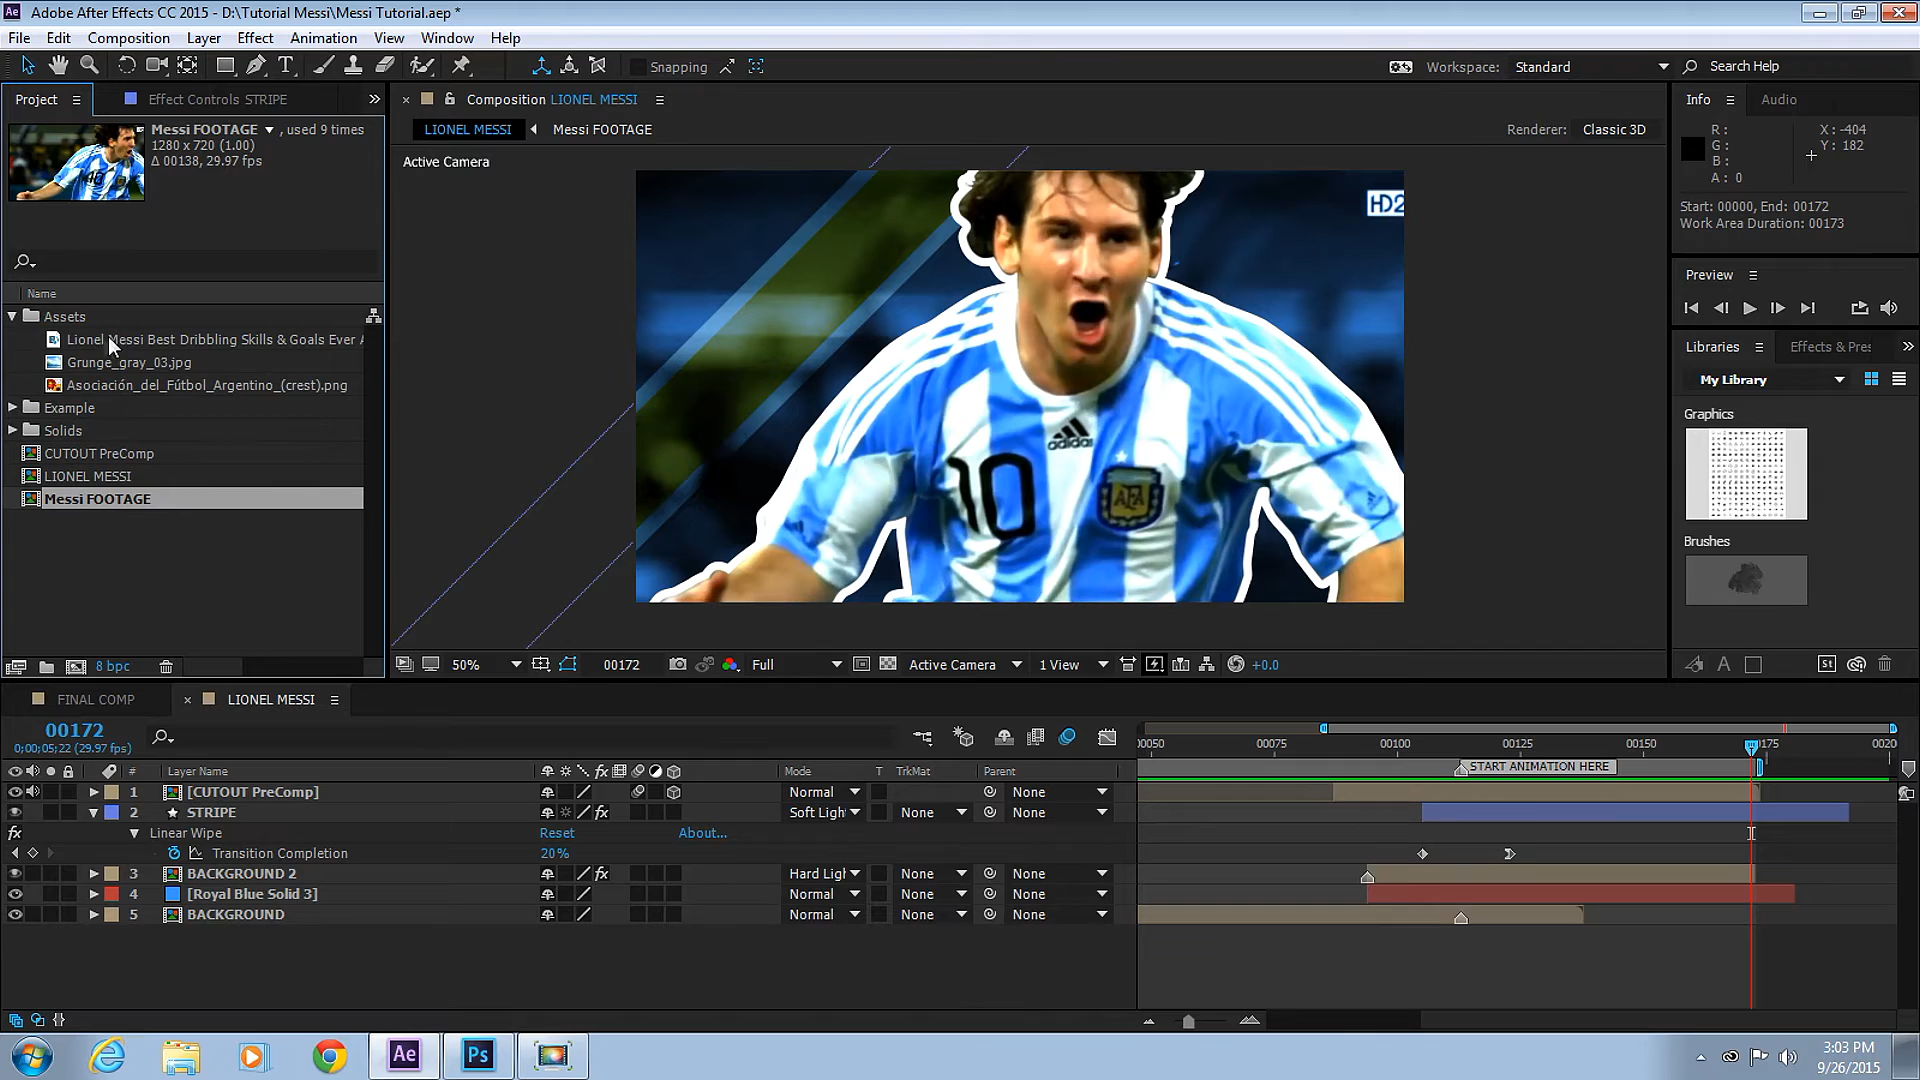 Adobe After Effects CC 2015 - D:\Tutorial Messi\Messi Tutorial.aep *
File Edit Composition Layer Effect Animation View Window Help
Snapping
Workspace: Standard
Search Help
Project
Effect Controls STRIPE
Composition LIONEL MESSI
Info
Audio
Messi FOOTAGE , used 9 times
1280 x 720 (1.00)
Δ 00138, 29.97 fps
LIONEL MESSI
Messi FOOTAGE
Renderer: Classic 3D
Active Camera
R :
G :
B :
A : 0
X : -404
Y : 182
Start: 00000, End: 00172
Work Area Duration: 00173
HD2
Preview
Name
Assets
Lionel Messi Best Dribbling Skills & Goals Ever A
Grunge_gray_03.jpg
Asociación_del_Fútbol_Argentino_(crest).png
Example
Solids
CUTOUT PreComp
LIONEL MESSI
Messi FOOTAGE
adidas
10
AFA
Libraries
Effects & Pres
My Library
Graphics
Brushes
8 bpc
50%
00172
Full
Active Camera
1 View
+0.0
A
St
FINAL COMP
LIONEL MESSI
00172
0;00;05;22 (29.97 fps)
00050 00075 00100 00125 00150 00175 0020
# Layer Name
Mode T TrkMat Parent
START ANIMATION HERE
1 [CUTOUT PreComp] Normal None
2 STRIPE Soft Ligh None None
fx Linear Wipe Reset About...
Transition Completion 20%
3 BACKGROUND 2 Hard Ligh None None
4 [Royal Blue Solid 3] Normal None None
5 BACKGROUND Normal None None
Ae
Ps
3:03 PM
9/26/2015